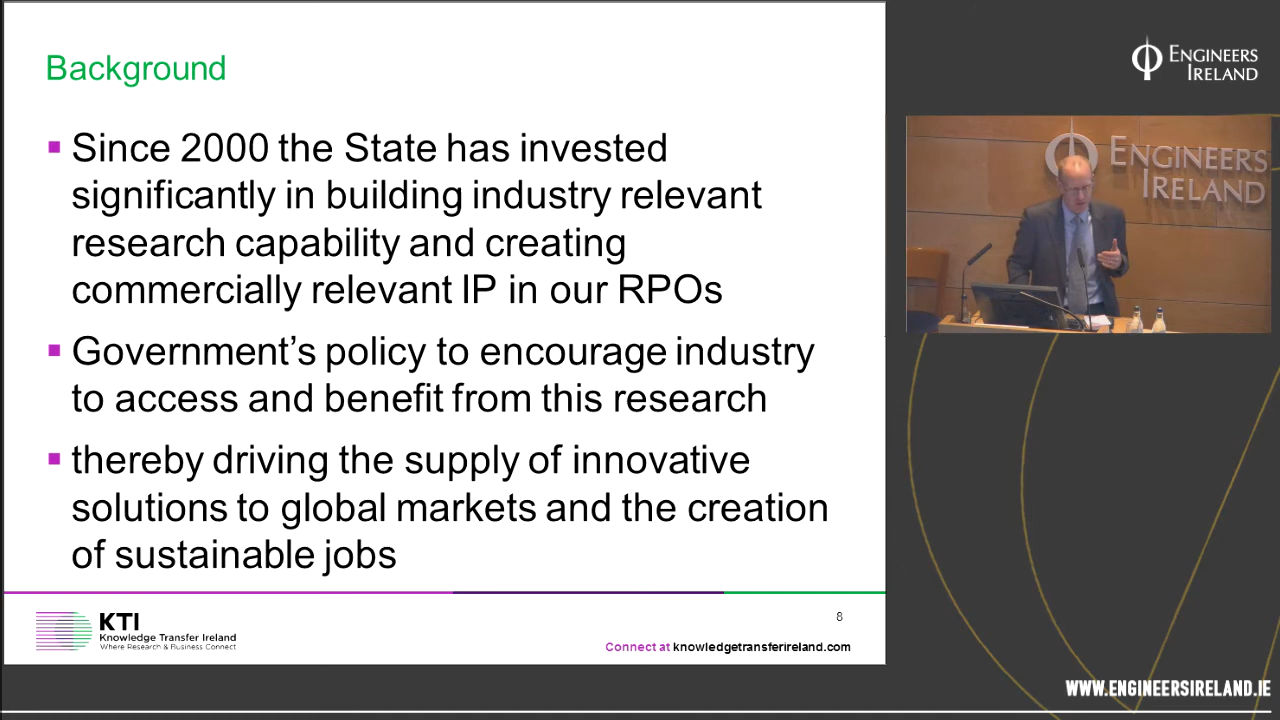 Background
Since 2000 the State has invested
significantly in building industry relevant
research capability and creating
commercially relevant IP in our RPOs
Government’s policy to encourage industry
to access and benefit from this research
thereby driving the supply of innovative
solutions to global markets and the creation
of sustainable jobs
KTI
Knowledge Transfer Ireland
Where Research & Business Connect
8
Connect at knowledgetransferireland.com
ENGINEERS
IRELAND
ENGINEERS
IRELAND
WWW.ENGINEERSIRELAND.IE